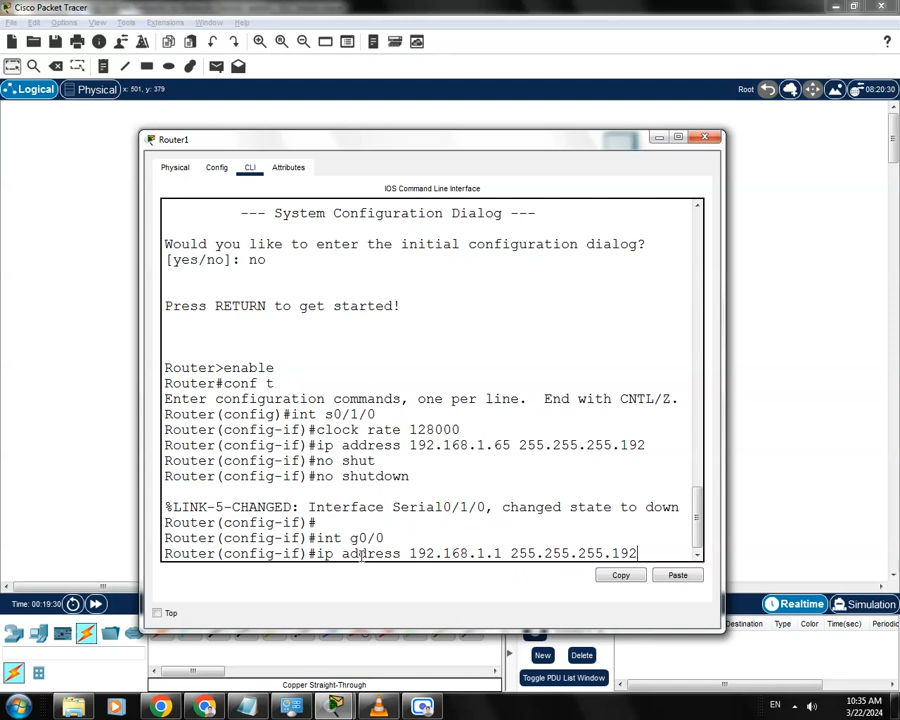 Cisco Packet Tracer
File Edit Options View Tools Extensions Window Help
?
Logical Physical x: 501, y: 379 Root 08:20:30
Router1
Physical Config CLI Attributes
IOS Command Line Interface
--- System Configuration Dialog ---
Would you like to enter the initial configuration dialog?
[yes/no]: no
Press RETURN to get started!
Router>enable
Router#conf t
Enter configuration commands, one per line. End with CNTL/Z.
Router(config)#int s0/1/0
Router(config-if)#clock rate 128000
Router(config-if)#ip address 192.168.1.65 255.255.255.192
Router(config-if)#no shut
Router(config-if)#no shutdown
%LINK-5-CHANGED: Interface Serial0/1/0, changed state to down
Router(config-if)#
Router(config-if)#int g0/0
Router(config-if)#ip address 192.168.1.1 255.255.255.192
Copy Paste
Top
Time: 00:19:30 Realtime Simulation
Destination Type Color Time(sec) Periodic
New Delete
Toggle PDU List Window
Copper Straight-Through
EN 10:35 AM
3/22/2024